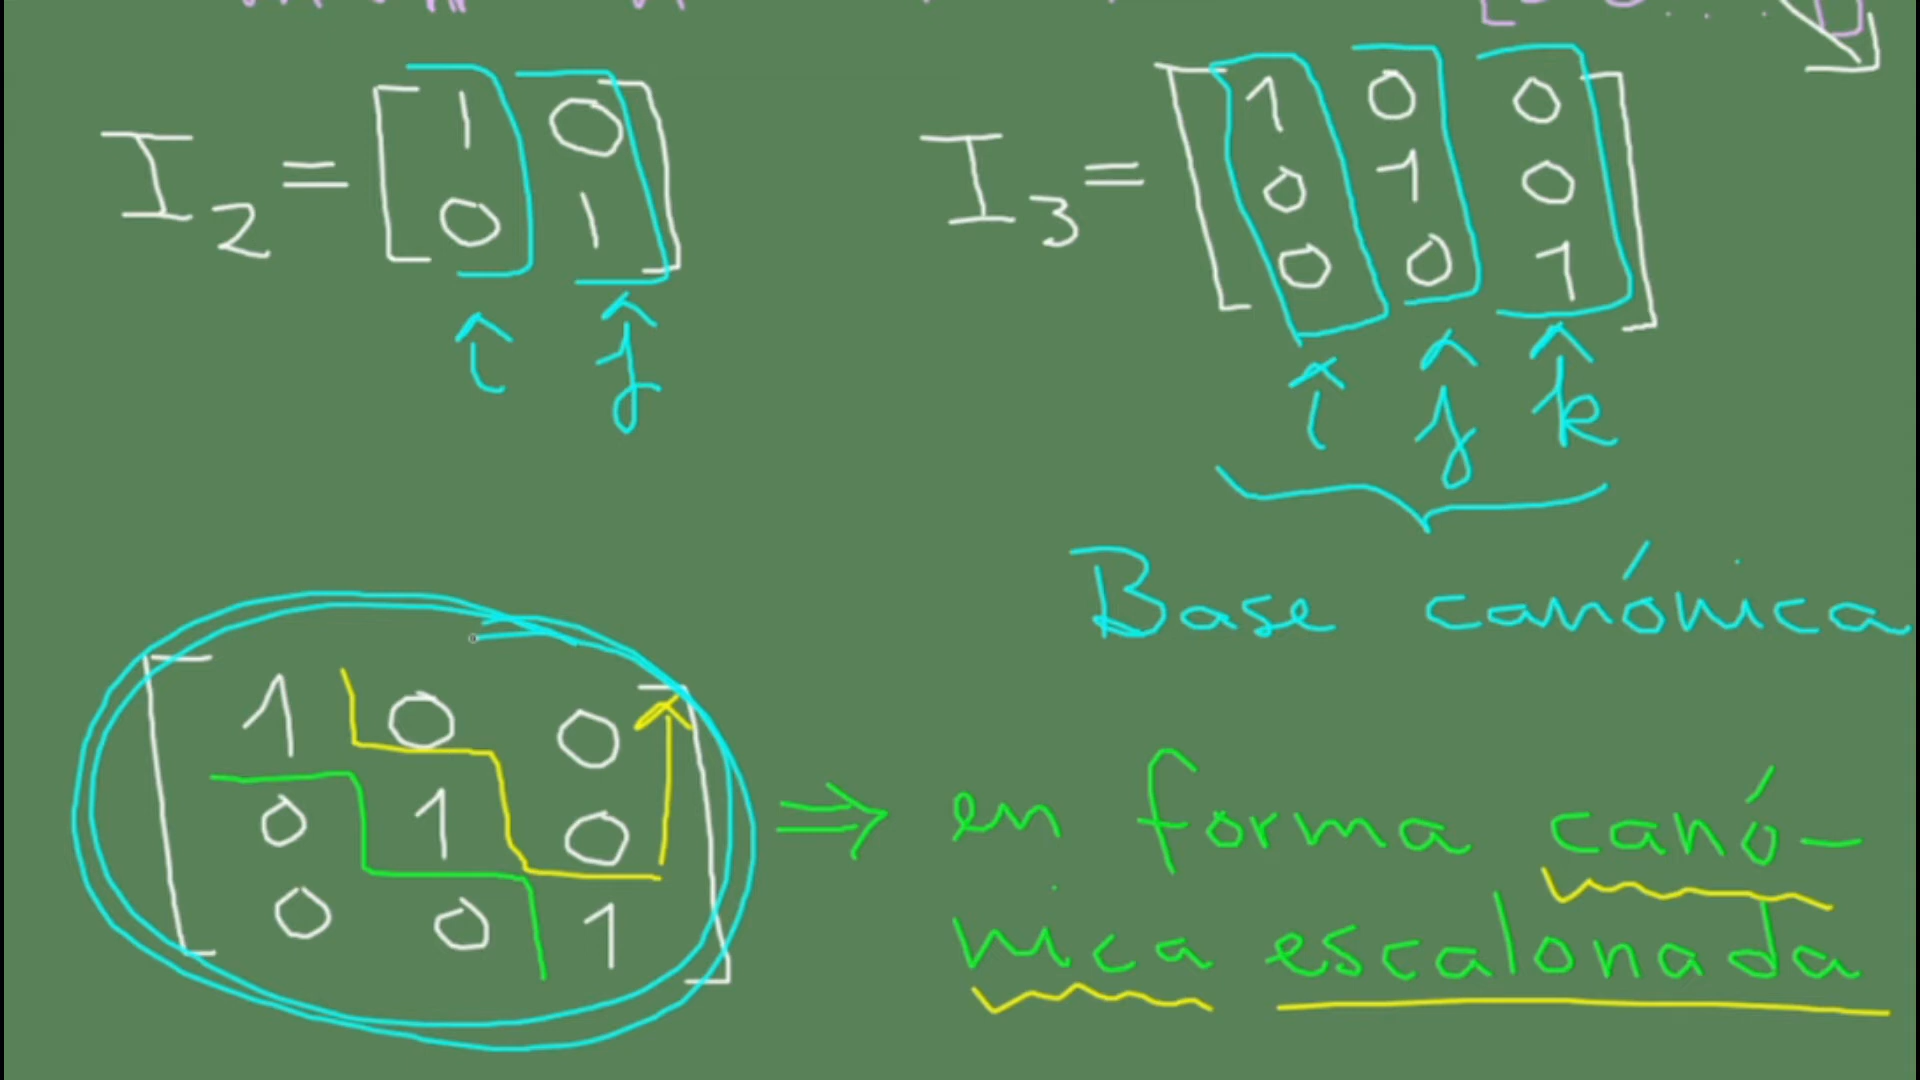 I₂ = [1 0
0 1]
i j
I₃ = [1 0 0
0 1 0
0 0 1]
i j k
Base canónica
[1 0 0
0 1 0
0 0 1]
⇒ en forma canó-
nica escalonada